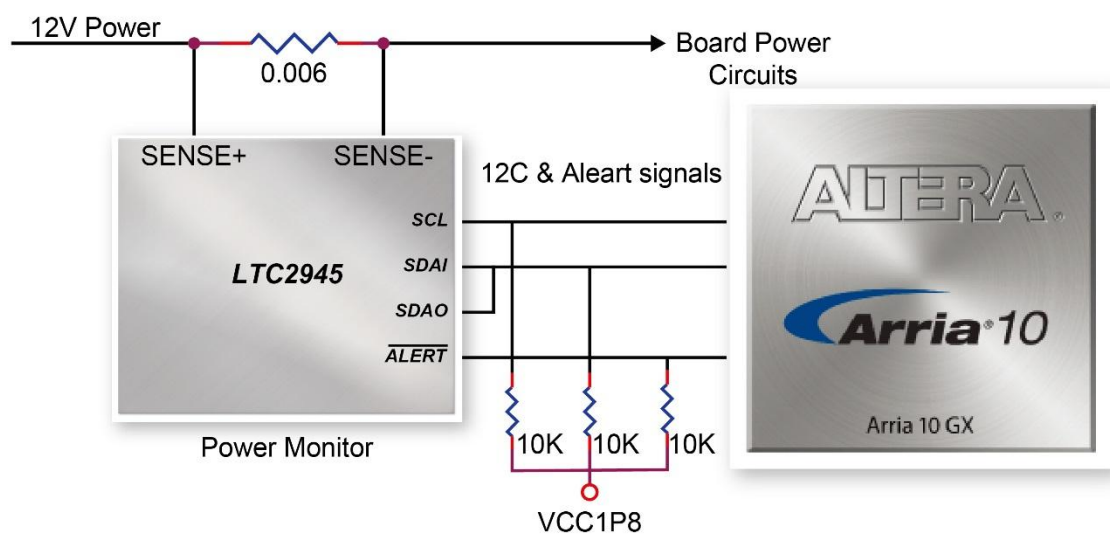 12V Power
0.006
Board Power
Circuits
SENSE+ SENSE-
12C & Aleart signals
ALTERA®
SCL
LTC2945
SDAI
SDAO
ALERT
Arria® 10
Arria 10 GX
Power Monitor
10K 10K 10K
VCC1P8